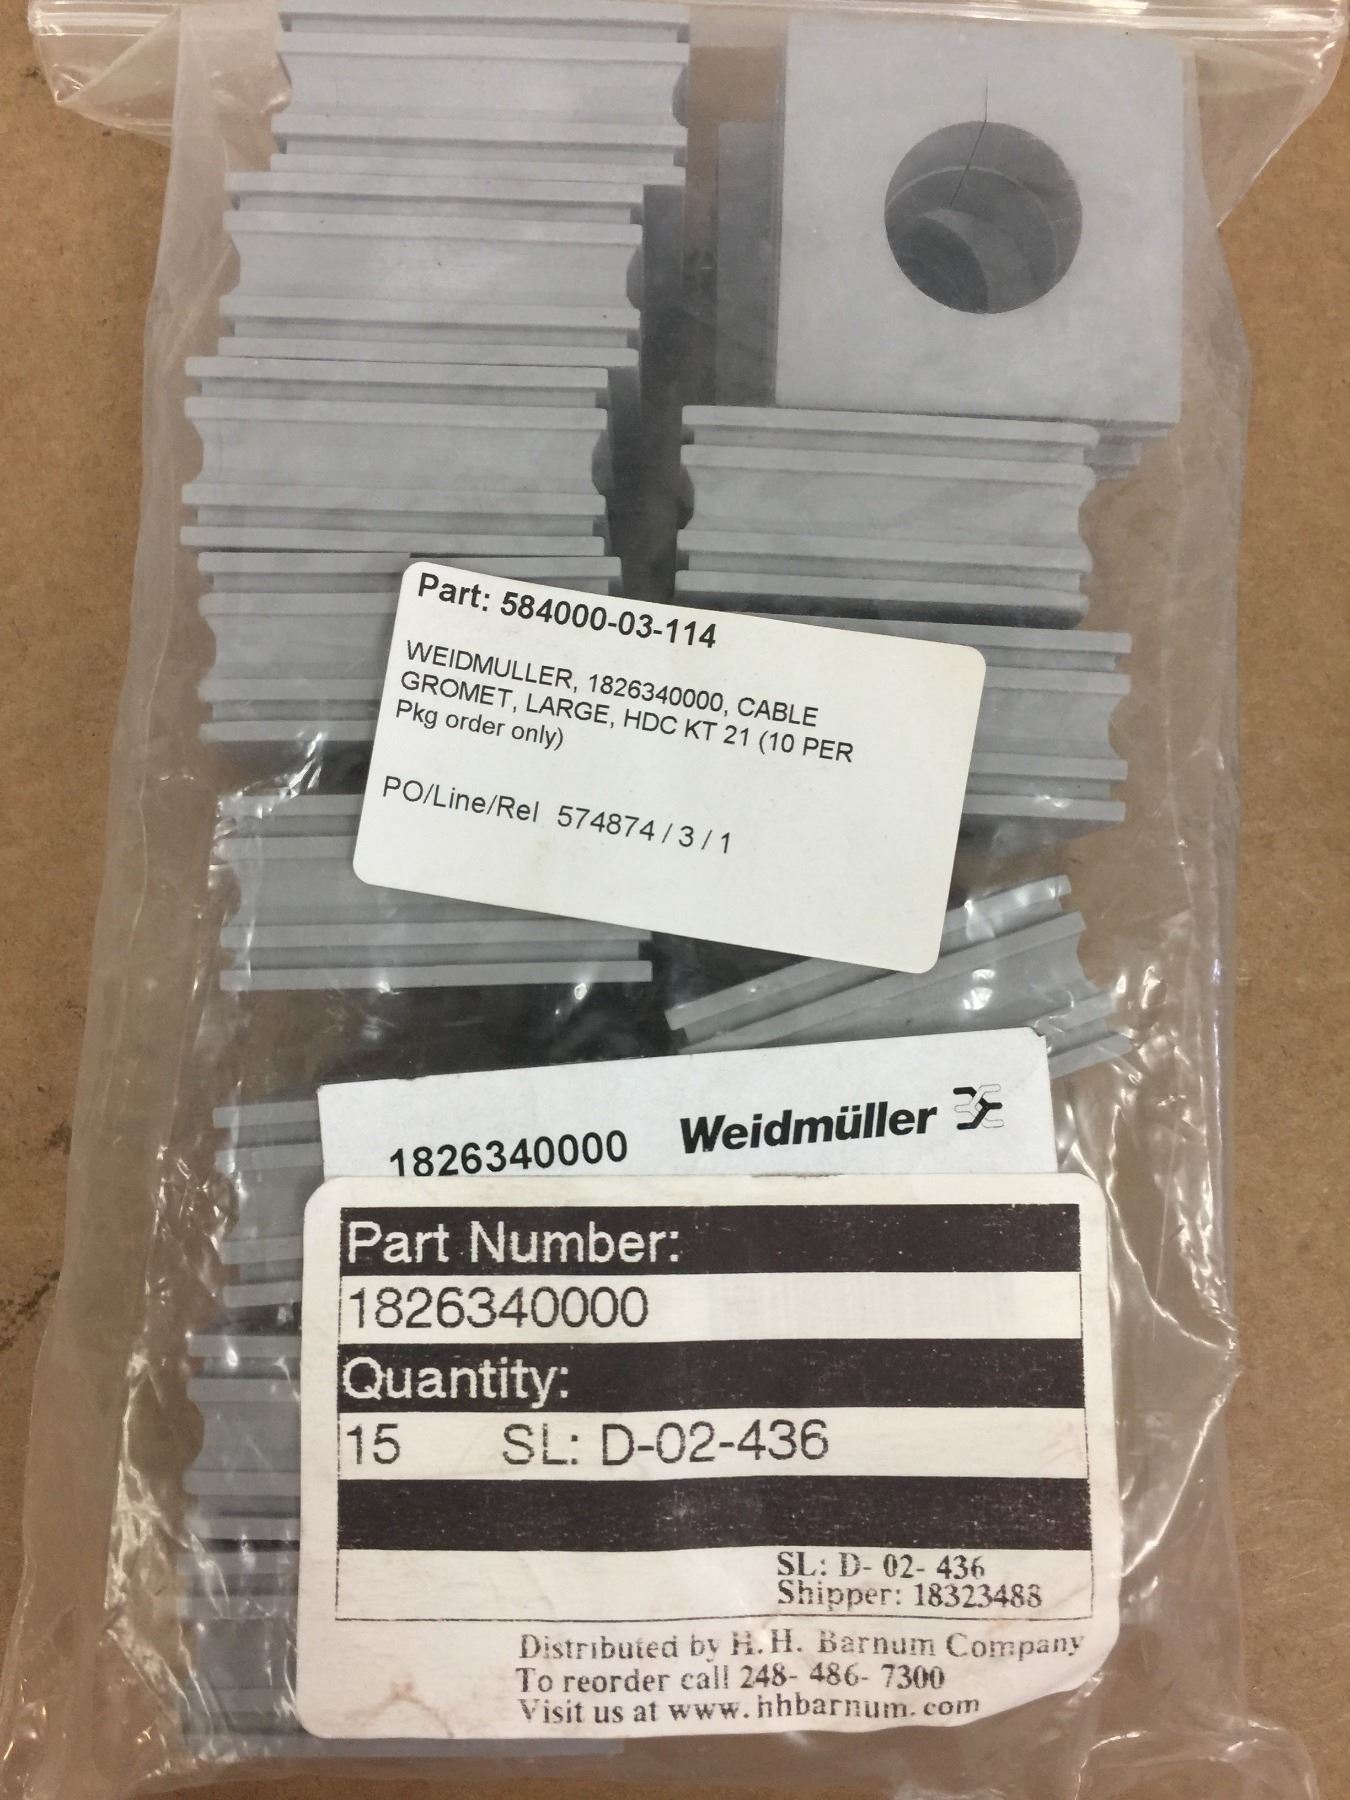 Part: 584000-03-114
WEIDMULLER, 1826340000, CABLE
GROMET, LARGE, HDC KT 21 (10 PER
Pkg order only)
PO/Line/Rel 574874 / 3 / 1
1826340000 Weidmüller
Part Number:
1826340000
Quantity:
15 SL: D-02-436
SL: D- 02- 436
Shipper: 18323488
Distributed by H. H. Barnum Company
To reorder call 248- 486- 7300
Visit us at www. hhbarnum. com